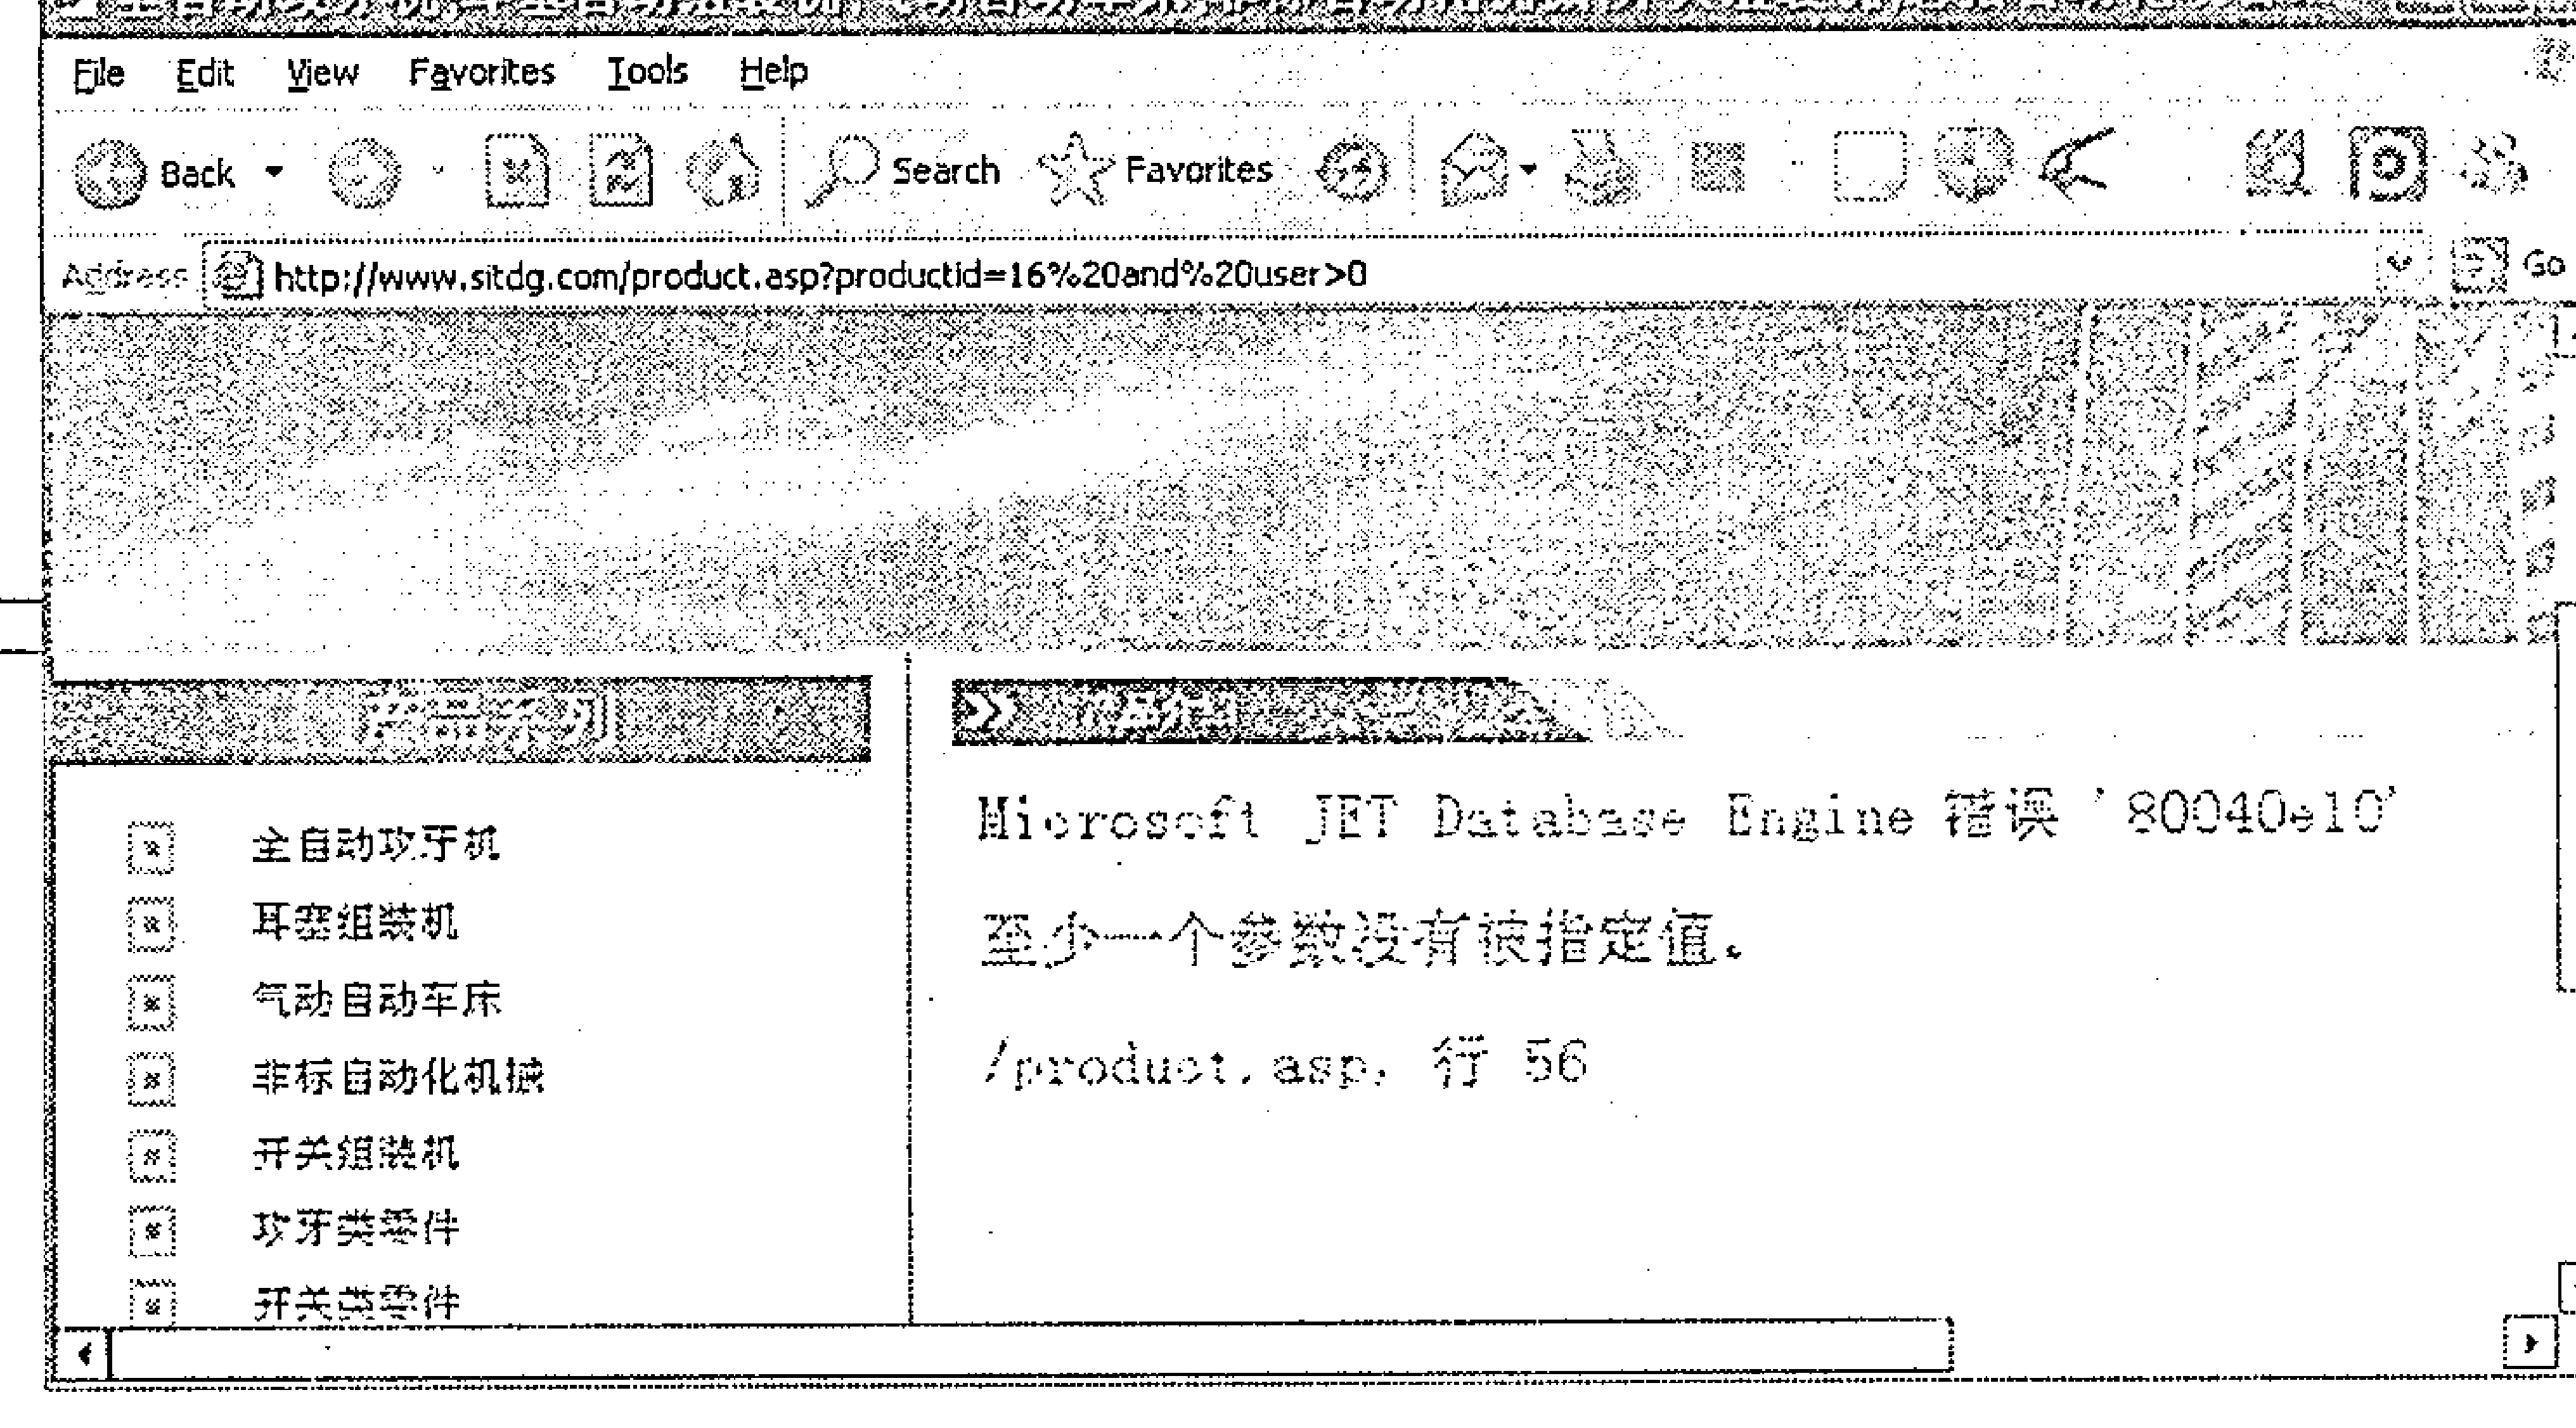 File Edit View Favorites Tools Help
Back Search Favorites
Address http://www.sitdg.com/product.asp?productid=16%20and%20user>0 Go
产品系列
全自动攻牙机
耳塞组装机
气动自动车床
非标自动化机械
开关组装机
攻牙类零件
开关类零件
Microsoft JET Database Engine 错误 '80040e10'
至少一个参数没有被指定值。
/product.asp, 行 56